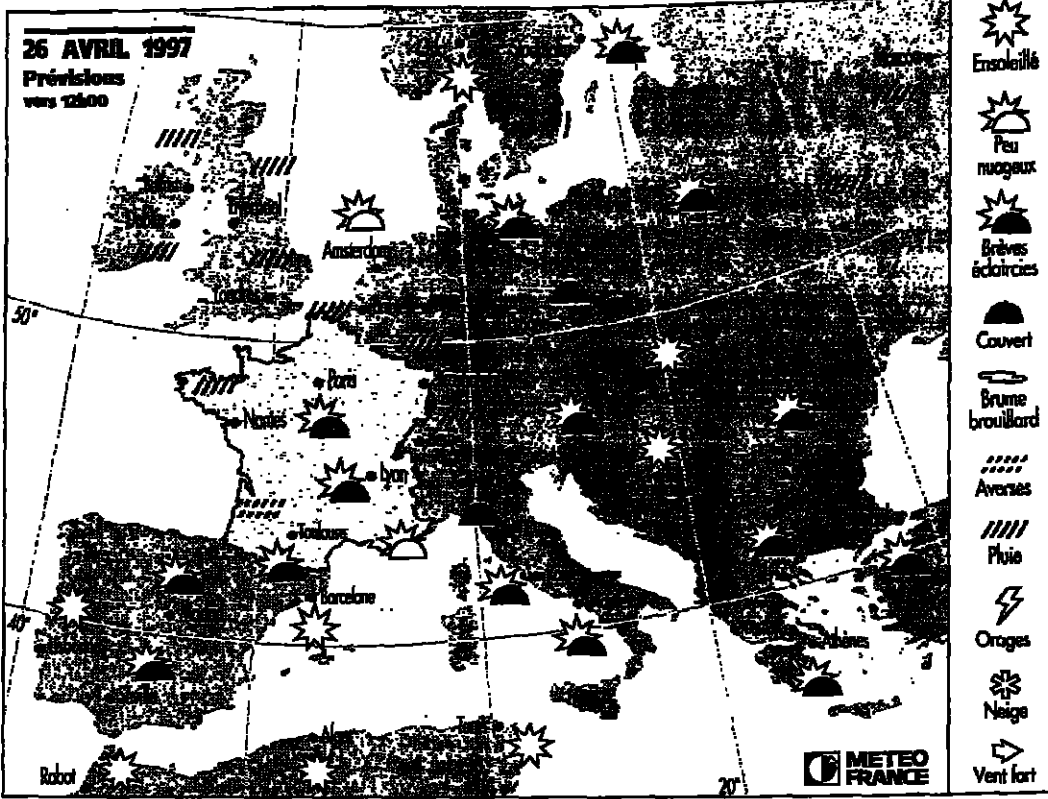 26 AVRIL 1997
Prévisions
vers 12h00
Amsterdam
50°
Paris
Nantes
Lyon
Toulouse
Barcelone
40°
Athènes
Alger
Rabat
20°
METEO
FRANCE
Ensoleillé
Peu
nuageux
Brèves
éclaircies
Couvert
Brume
brouillard
Averses
Pluie
Orages
Neige
Vent fort